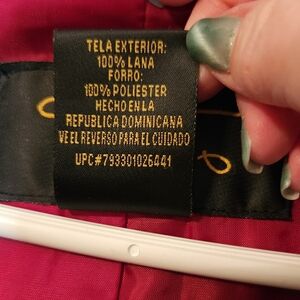 TELA EXTERIOR:
100% LANA
FORRO:
100% POLIESTER
HECHO EN LA
REPUBLICA DOMINICANA
VE EL REVERSO PARA EL CUIDADO
UPC#793301026441